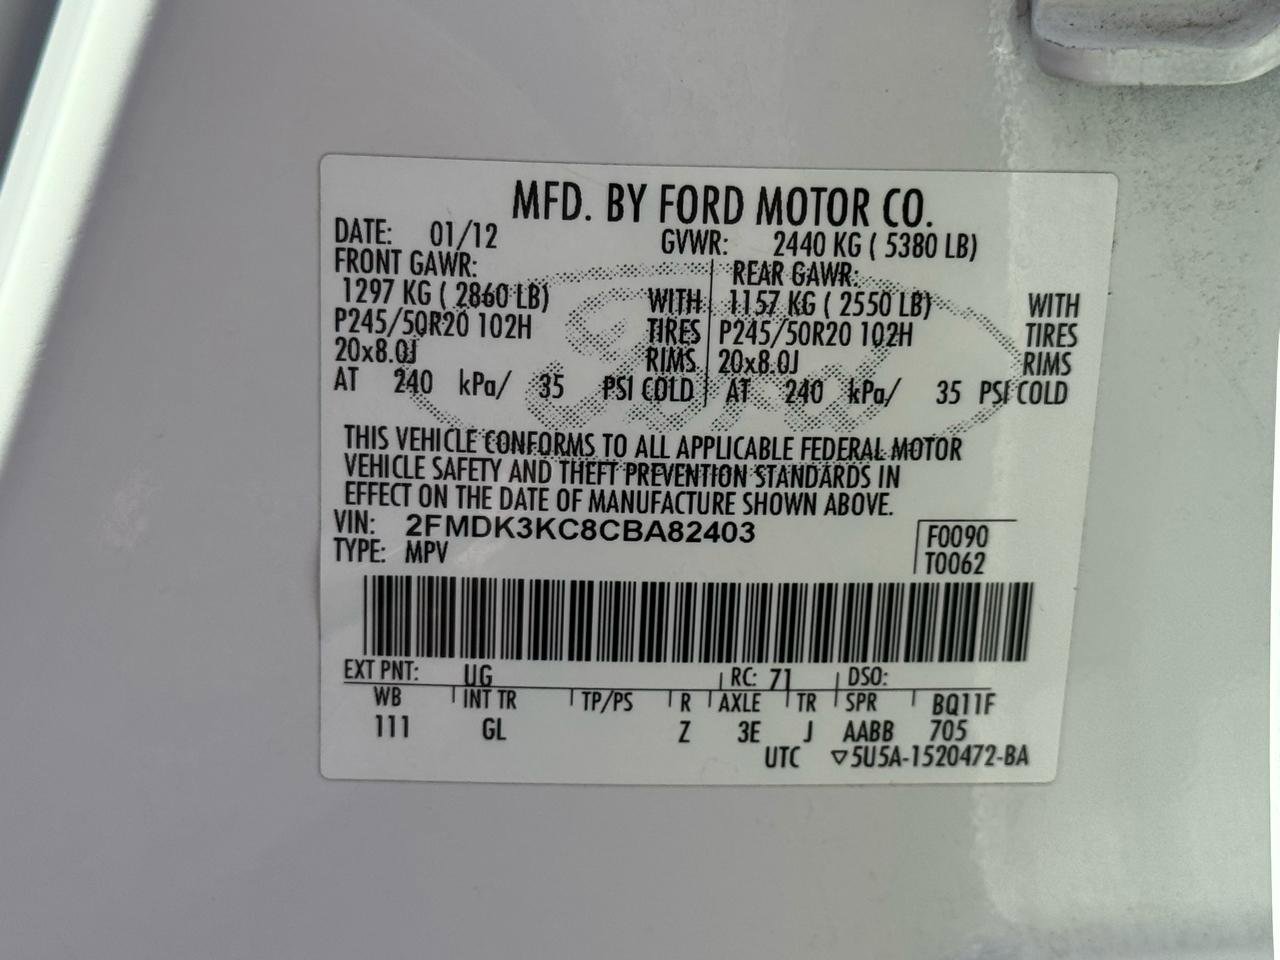 MFD. BY FORD MOTOR CO.
DATE: 01/12 GVWR: 2440 KG ( 5380 LB)
FRONT GAWR: REAR GAWR:
1297 KG ( 2860 LB) WITH 1157 KG ( 2550 LB) WITH
P245/50R20 102H TIRES P245/50R20 102H TIRES
20x8.0J RIMS 20x8.0J RIMS
AT 240 kPa/ 35 PSI COLD AT 240 kPa/ 35 PSI COLD
Ford
THIS VEHICLE CONFORMS TO ALL APPLICABLE FEDERAL MOTOR
VEHICLE SAFETY AND THEFT PREVENTION STANDARDS IN
EFFECT ON THE DATE OF MANUFACTURE SHOWN ABOVE.
VIN: 2FMDK3KC8CBA82403 F0090
TYPE: MPV T0062
EXT PNT: UG RC: 71 DSO:
WB INT TR TP/PS R AXLE TR SPR BQ11F
111 GL Z 3E J AABB 705
UTC ▽5U5A-1520472-BA